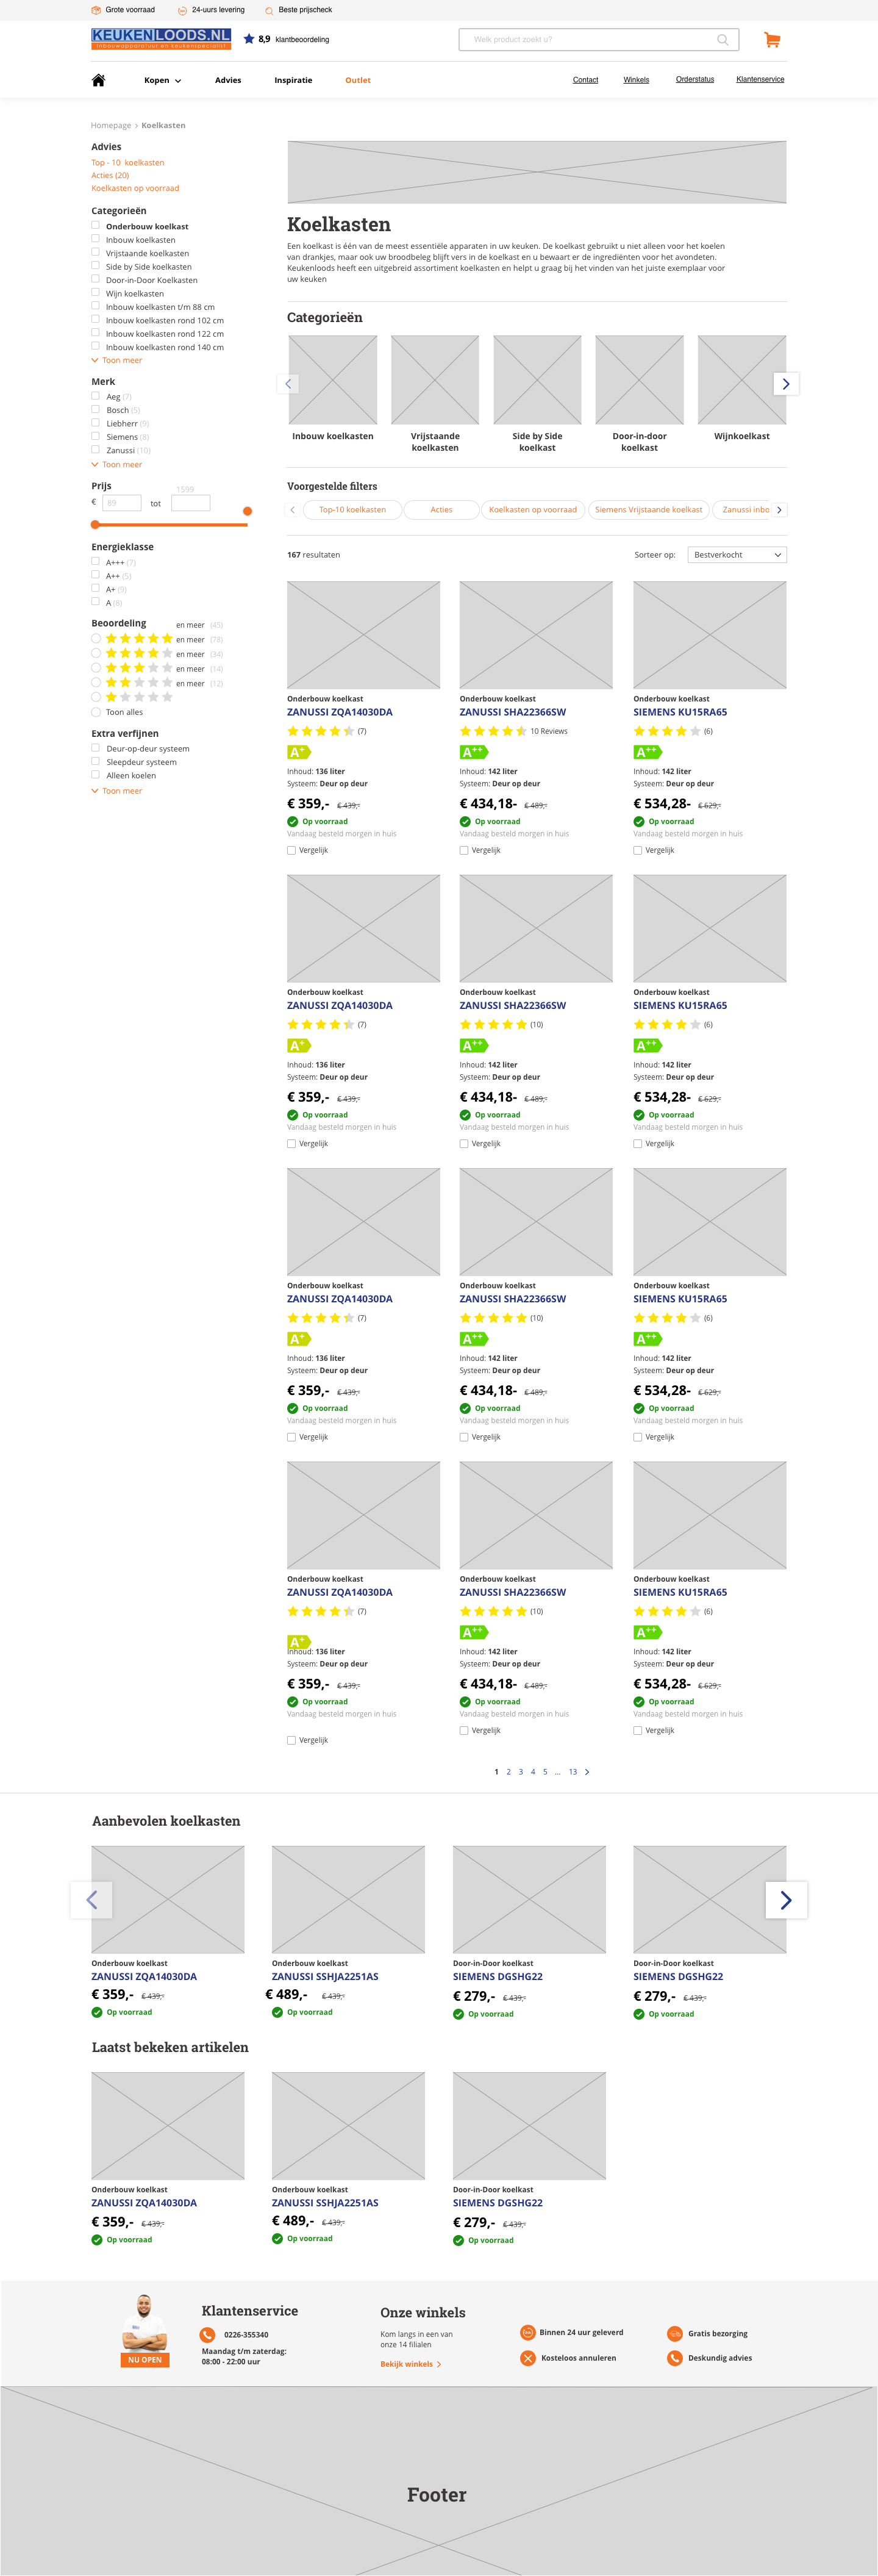 Grote voorraad
24-uurs levering
Beste prijscheck
KEUKENLOODS.NL
Inbouwapparatuur en keukenspecialist
8,9 klantbeoordeling
Welk product zoekt u?
Kopen
Advies
Inspiratie
Outlet
Contact
Winkels
Orderstatus
Klantenservice
Homepage › Koelkasten
Advies
Top - 10 koelkasten
Acties (20)
Koelkasten op voorraad
Categorieën
Onderbouw koelkast
Inbouw koelkasten
Vrijstaande koelkasten
Side by Side koelkasten
Door-in-Door Koelkasten
Wijn koelkasten
Inbouw koelkasten t/m 88 cm
Inbouw koelkasten rond 102 cm
Inbouw koelkasten rond 122 cm
Inbouw koelkasten rond 140 cm
Toon meer
Merk
Aeg (7)
Bosch (5)
Liebherr (9)
Siemens (8)
Zanussi (10)
Toon meer
Prijs
€ 89 tot 1599
Energieklasse
A+++ (7)
A++ (5)
A+ (9)
A (8)
Beoordeling
en meer (45)
en meer (78)
en meer (34)
en meer (14)
en meer (12)
Toon alles
Extra verfijnen
Deur-op-deur systeem
Sleepdeur systeem
Alleen koelen
Toon meer
Koelkasten
Een koelkast is één van de meest essentiële apparaten in uw keuken. De koelkast gebruikt u niet alleen voor het koelen
van drankjes, maar ook uw broodbeleg blijft vers in de koelkast en u bewaart er de ingrediënten voor het avondeten.
Keukenloods heeft een uitgebreid assortiment koelkasten en helpt u graag bij het vinden van het juiste exemplaar voor
uw keuken
Categorieën
Inbouw koelkasten
Vrijstaande
koelkasten
Side by Side
koelkast
Door-in-door
koelkast
Wijnkoelkast
Voorgestelde filters
Top-10 koelkasten
Acties
Koelkasten op voorraad
Siemens Vrijstaande koelkast
Zanussi inbo
167 resultaten
Sorteer op:
Bestverkocht
Onderbouw koelkast
ZANUSSI ZQA14030DA
(7)
A+
Inhoud: 136 liter
Systeem: Deur op deur
€ 359,- € 439,-
Op voorraad
Vandaag besteld morgen in huis
Vergelijk
Onderbouw koelkast
ZANUSSI SHA22366SW
10 Reviews
A++
Inhoud: 142 liter
Systeem: Deur op deur
€ 434,18- € 489,-
Op voorraad
Vandaag besteld morgen in huis
Vergelijk
Onderbouw koelkast
SIEMENS KU15RA65
(6)
A++
Inhoud: 142 liter
Systeem: Deur op deur
€ 534,28- € 629,-
Op voorraad
Vandaag besteld morgen in huis
Vergelijk
Onderbouw koelkast
ZANUSSI ZQA14030DA
(7)
A+
Inhoud: 136 liter
Systeem: Deur op deur
€ 359,- € 439,-
Op voorraad
Vandaag besteld morgen in huis
Vergelijk
Onderbouw koelkast
ZANUSSI SHA22366SW
(10)
A++
Inhoud: 142 liter
Systeem: Deur op deur
€ 434,18- € 489,-
Op voorraad
Vandaag besteld morgen in huis
Vergelijk
Onderbouw koelkast
SIEMENS KU15RA65
(6)
A++
Inhoud: 142 liter
Systeem: Deur op deur
€ 534,28- € 629,-
Op voorraad
Vandaag besteld morgen in huis
Vergelijk
Onderbouw koelkast
ZANUSSI ZQA14030DA
(7)
A+
Inhoud: 136 liter
Systeem: Deur op deur
€ 359,- € 439,-
Op voorraad
Vandaag besteld morgen in huis
Vergelijk
Onderbouw koelkast
ZANUSSI SHA22366SW
(10)
A++
Inhoud: 142 liter
Systeem: Deur op deur
€ 434,18- € 489,-
Op voorraad
Vandaag besteld morgen in huis
Vergelijk
Onderbouw koelkast
SIEMENS KU15RA65
(6)
A++
Inhoud: 142 liter
Systeem: Deur op deur
€ 534,28- € 629,-
Op voorraad
Vandaag besteld morgen in huis
Vergelijk
Onderbouw koelkast
ZANUSSI ZQA14030DA
(7)
A+
Inhoud: 136 liter
Systeem: Deur op deur
€ 359,- € 439,-
Op voorraad
Vandaag besteld morgen in huis
Vergelijk
Onderbouw koelkast
ZANUSSI SHA22366SW
(10)
A++
Inhoud: 142 liter
Systeem: Deur op deur
€ 434,18- € 489,-
Op voorraad
Vandaag besteld morgen in huis
Vergelijk
Onderbouw koelkast
SIEMENS KU15RA65
(6)
A++
Inhoud: 142 liter
Systeem: Deur op deur
€ 534,28- € 629,-
Op voorraad
Vandaag besteld morgen in huis
Vergelijk
1 2 3 4 5 ... 13
Aanbevolen koelkasten
Onderbouw koelkast
ZANUSSI ZQA14030DA
€ 359,- € 439,-
Op voorraad
Onderbouw koelkast
ZANUSSI SSHJA2251AS
€ 489,- € 439,-
Op voorraad
Door-in-Door koelkast
SIEMENS DGSHG22
€ 279,- € 439,-
Op voorraad
Door-in-Door koelkast
SIEMENS DGSHG22
€ 279,- € 439,-
Op voorraad
Laatst bekeken artikelen
Onderbouw koelkast
ZANUSSI ZQA14030DA
€ 359,- € 439,-
Op voorraad
Onderbouw koelkast
ZANUSSI SSHJA2251AS
€ 489,- € 439,-
Op voorraad
Door-in-Door koelkast
SIEMENS DGSHG22
€ 279,- € 439,-
Op voorraad
NU OPEN
Klantenservice
0226-355340
Maandag t/m zaterdag:
08:00 - 22:00 uur
Onze winkels
Kom langs in een van
onze 14 filialen
Bekijk winkels
Binnen 24 uur geleverd
Kosteloos annuleren
Gratis bezorging
Deskundig advies
Footer